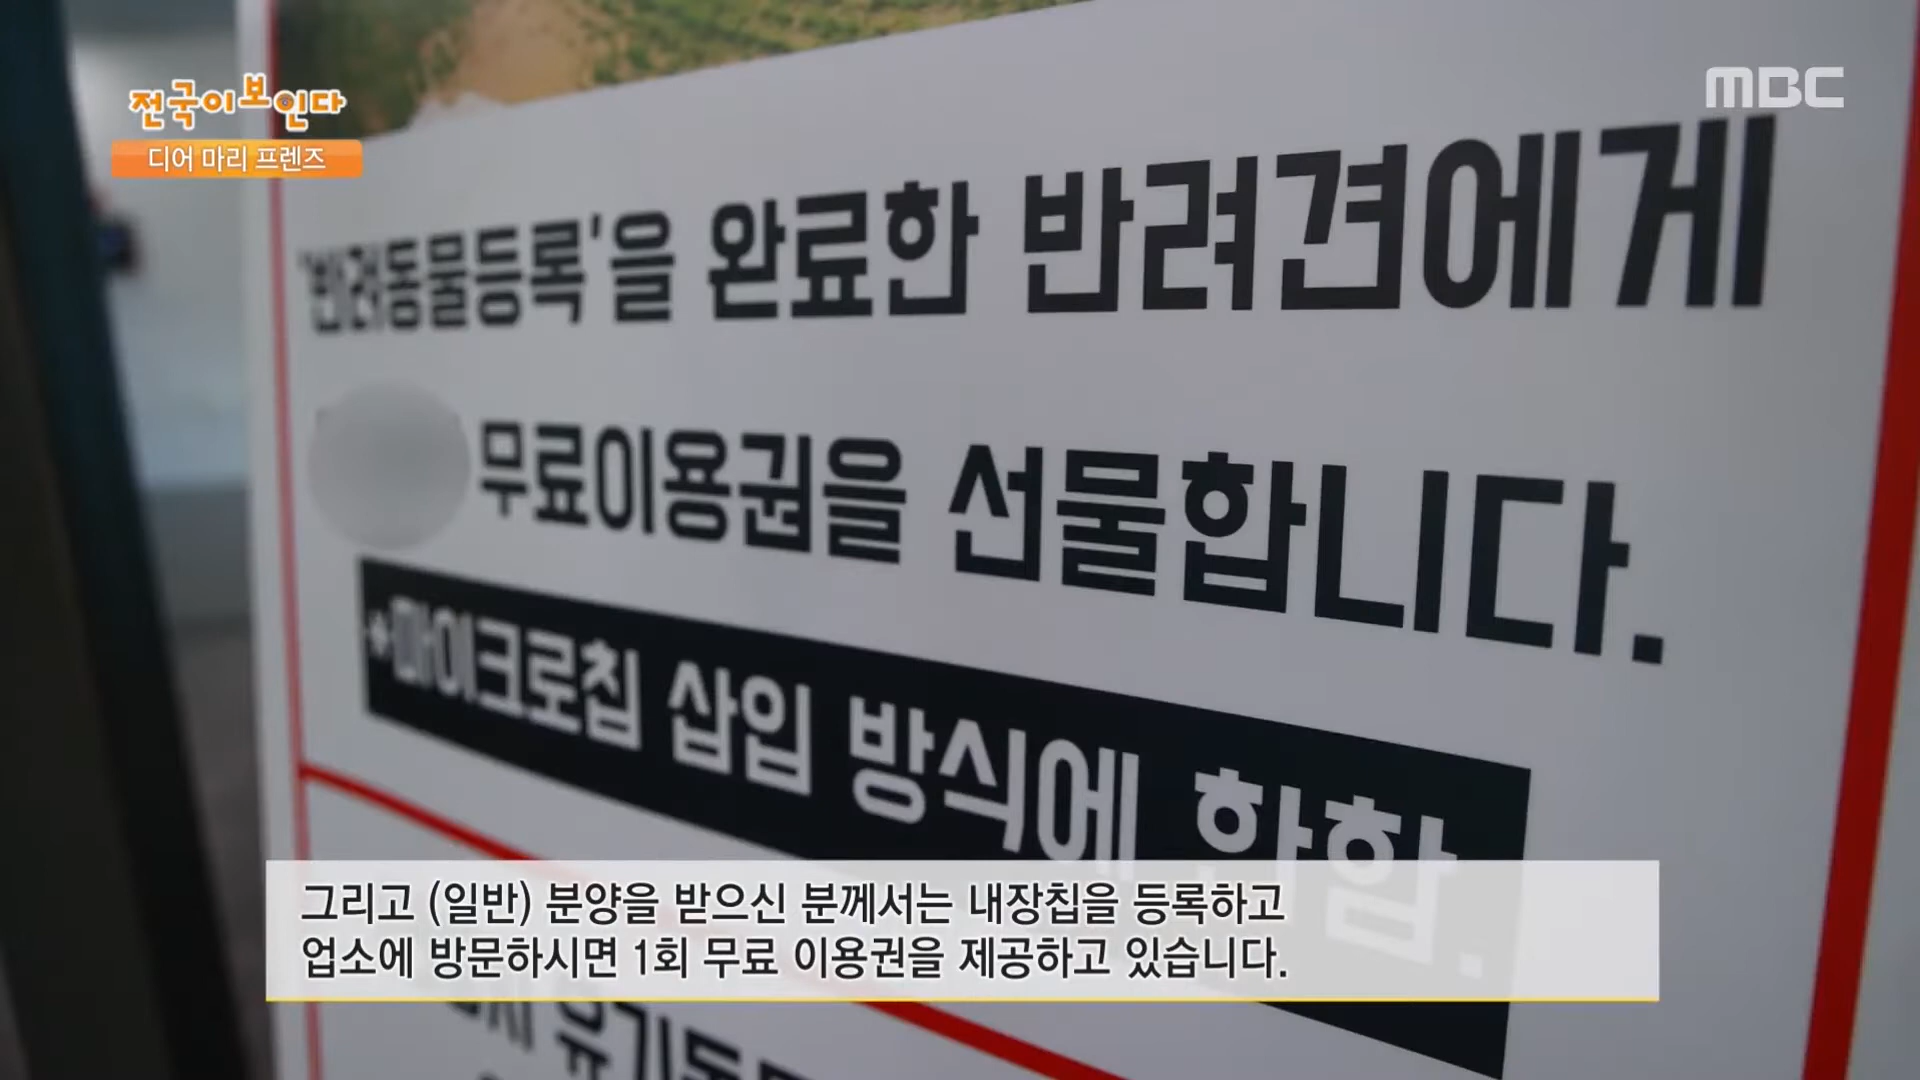 전국이보인다
MBC
디어 마리 프렌즈
'반려동물등록'을 완료한 반려견에게
무료이용권을 선물합니다.
*마이크로칩 삽입 방식에 한함.
그리고 (일반) 분양을 받으신 분께서는 내장칩을 등록하고
업소에 방문하시면 1회 무료 이용권을 제공하고 있습니다.
유기동물